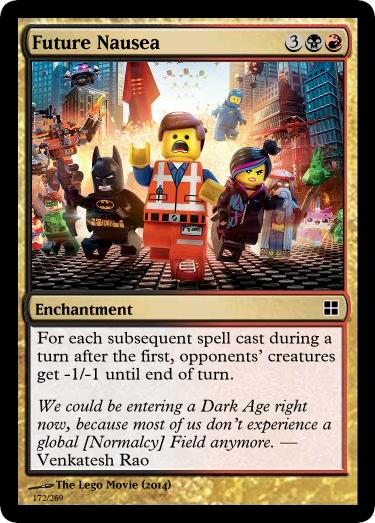 Future Nausea 3
Enchantment
For each subsequent spell cast during a
turn after the first, opponents' creatures
get -1/-1 until end of turn.
We could be entering a Dark Age right
now, because most of us don't experience a
global [Normalcy] Field anymore. —
Venkatesh Rao
The Lego Movie (2014)
172/269